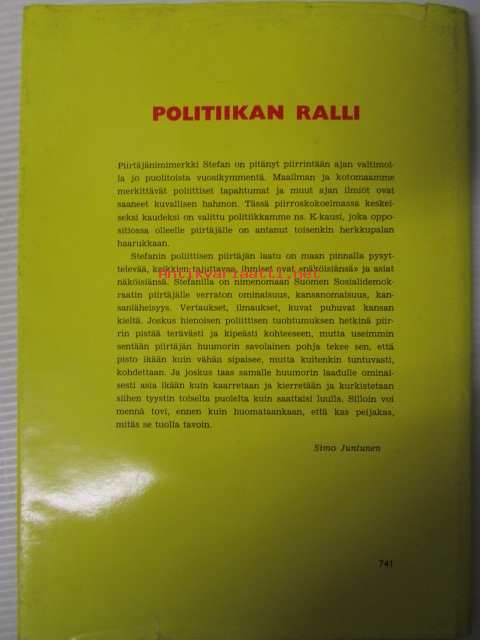 POLITIIKAN RALLI
Piirtäjänimimerkki Stefan on pitänyt piirrintään ajan valtimol-
la jo puolitoista vuosikymmentä. Maailman ja kotomaamme
merkittävät poliittiset tapahtumat ja muut ajan ilmiöt ovat
saaneet kuvallisen hahmon. Tässä piirroskokoelmassa keskei-
seksi kaudeksi on valittu politiikkamme ns. K-kausi, joka oppo-
sitiossa olleelle piirtäjälle on antanut toisenkin herkkupalan
haarukkaan.
Stefanin poliittisen piirtäjän laatu on maan pinnalla pysyt-
televää, kaikkien tajuttavaa, ihmiset ovat »näköisiänsä» ja asiat
Antikvariaatti.net
näköisiänsä. Stefanilla on nimenomaan Suomen Sosialidemok-
raatin piirtäjälle verraton ominaisuus, kansanomaisuus, kan-
sanläheisyys. Vertaukset, ilmaukset, kuvat puhuvat kansan
kieltä. Joskus hienoisen poliittisen tuohtumuksen hetkinä piir-
rin pistää terävästi ja kipeästi kohteeseen, mutta useimmin
sentään piirtäjän huumorin savolainen pohja tekee sen, että
pisto ikään kuin vähän sipaisee, mutta kuitenkin tuntuvasti,
kohdettaan. Ja joskus taas samalle huumorin laadulle ominai-
sesti asia ikään kuin kaarretaan ja kierretään ja kurkistetaan
siihen tyystin toiselta puolelta kuin saattaisi luulla. Silloin voi
mennä tovi, ennen kuin huomataankaan, että kas peijakas,
mitäs se tuolla tavoin.
Simo Juntunen
741